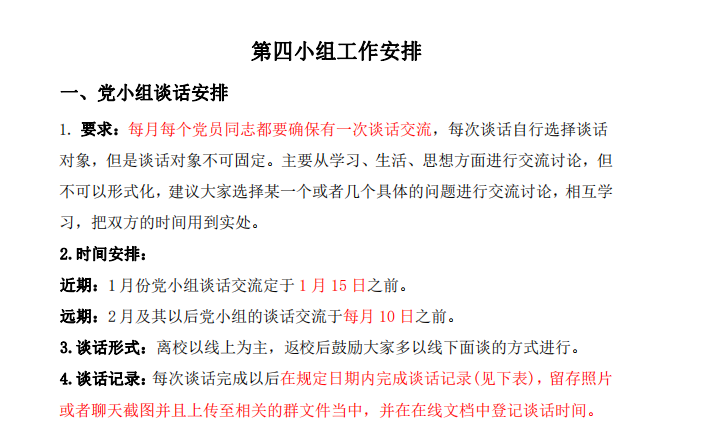 第四小组工作安排
一、党小组谈话安排
1. 要求：每月每个党员同志都要确保有一次谈话交流，每次谈话自行选择谈话
对象，但是谈话对象不可固定。主要从学习、生活、思想方面进行交流讨论，但
不可以形式化，建议大家选择某一个或者几个具体的问题进行交流讨论，相互学
习，把双方的时间用到实处。
2.时间安排：
近期：1月份党小组谈话交流定于1月15日之前。
远期：2月及其以后党小组的谈话交流于每月10日之前。
3.谈话形式：离校以线上为主，返校后鼓励大家多以线下面谈的方式进行。
4.谈话记录：每次谈话完成以后在规定日期内完成谈话记录(见下表)，留存照片
或者聊天截图并且上传至相关的群文件当中，并在在线文档中登记谈话时间。